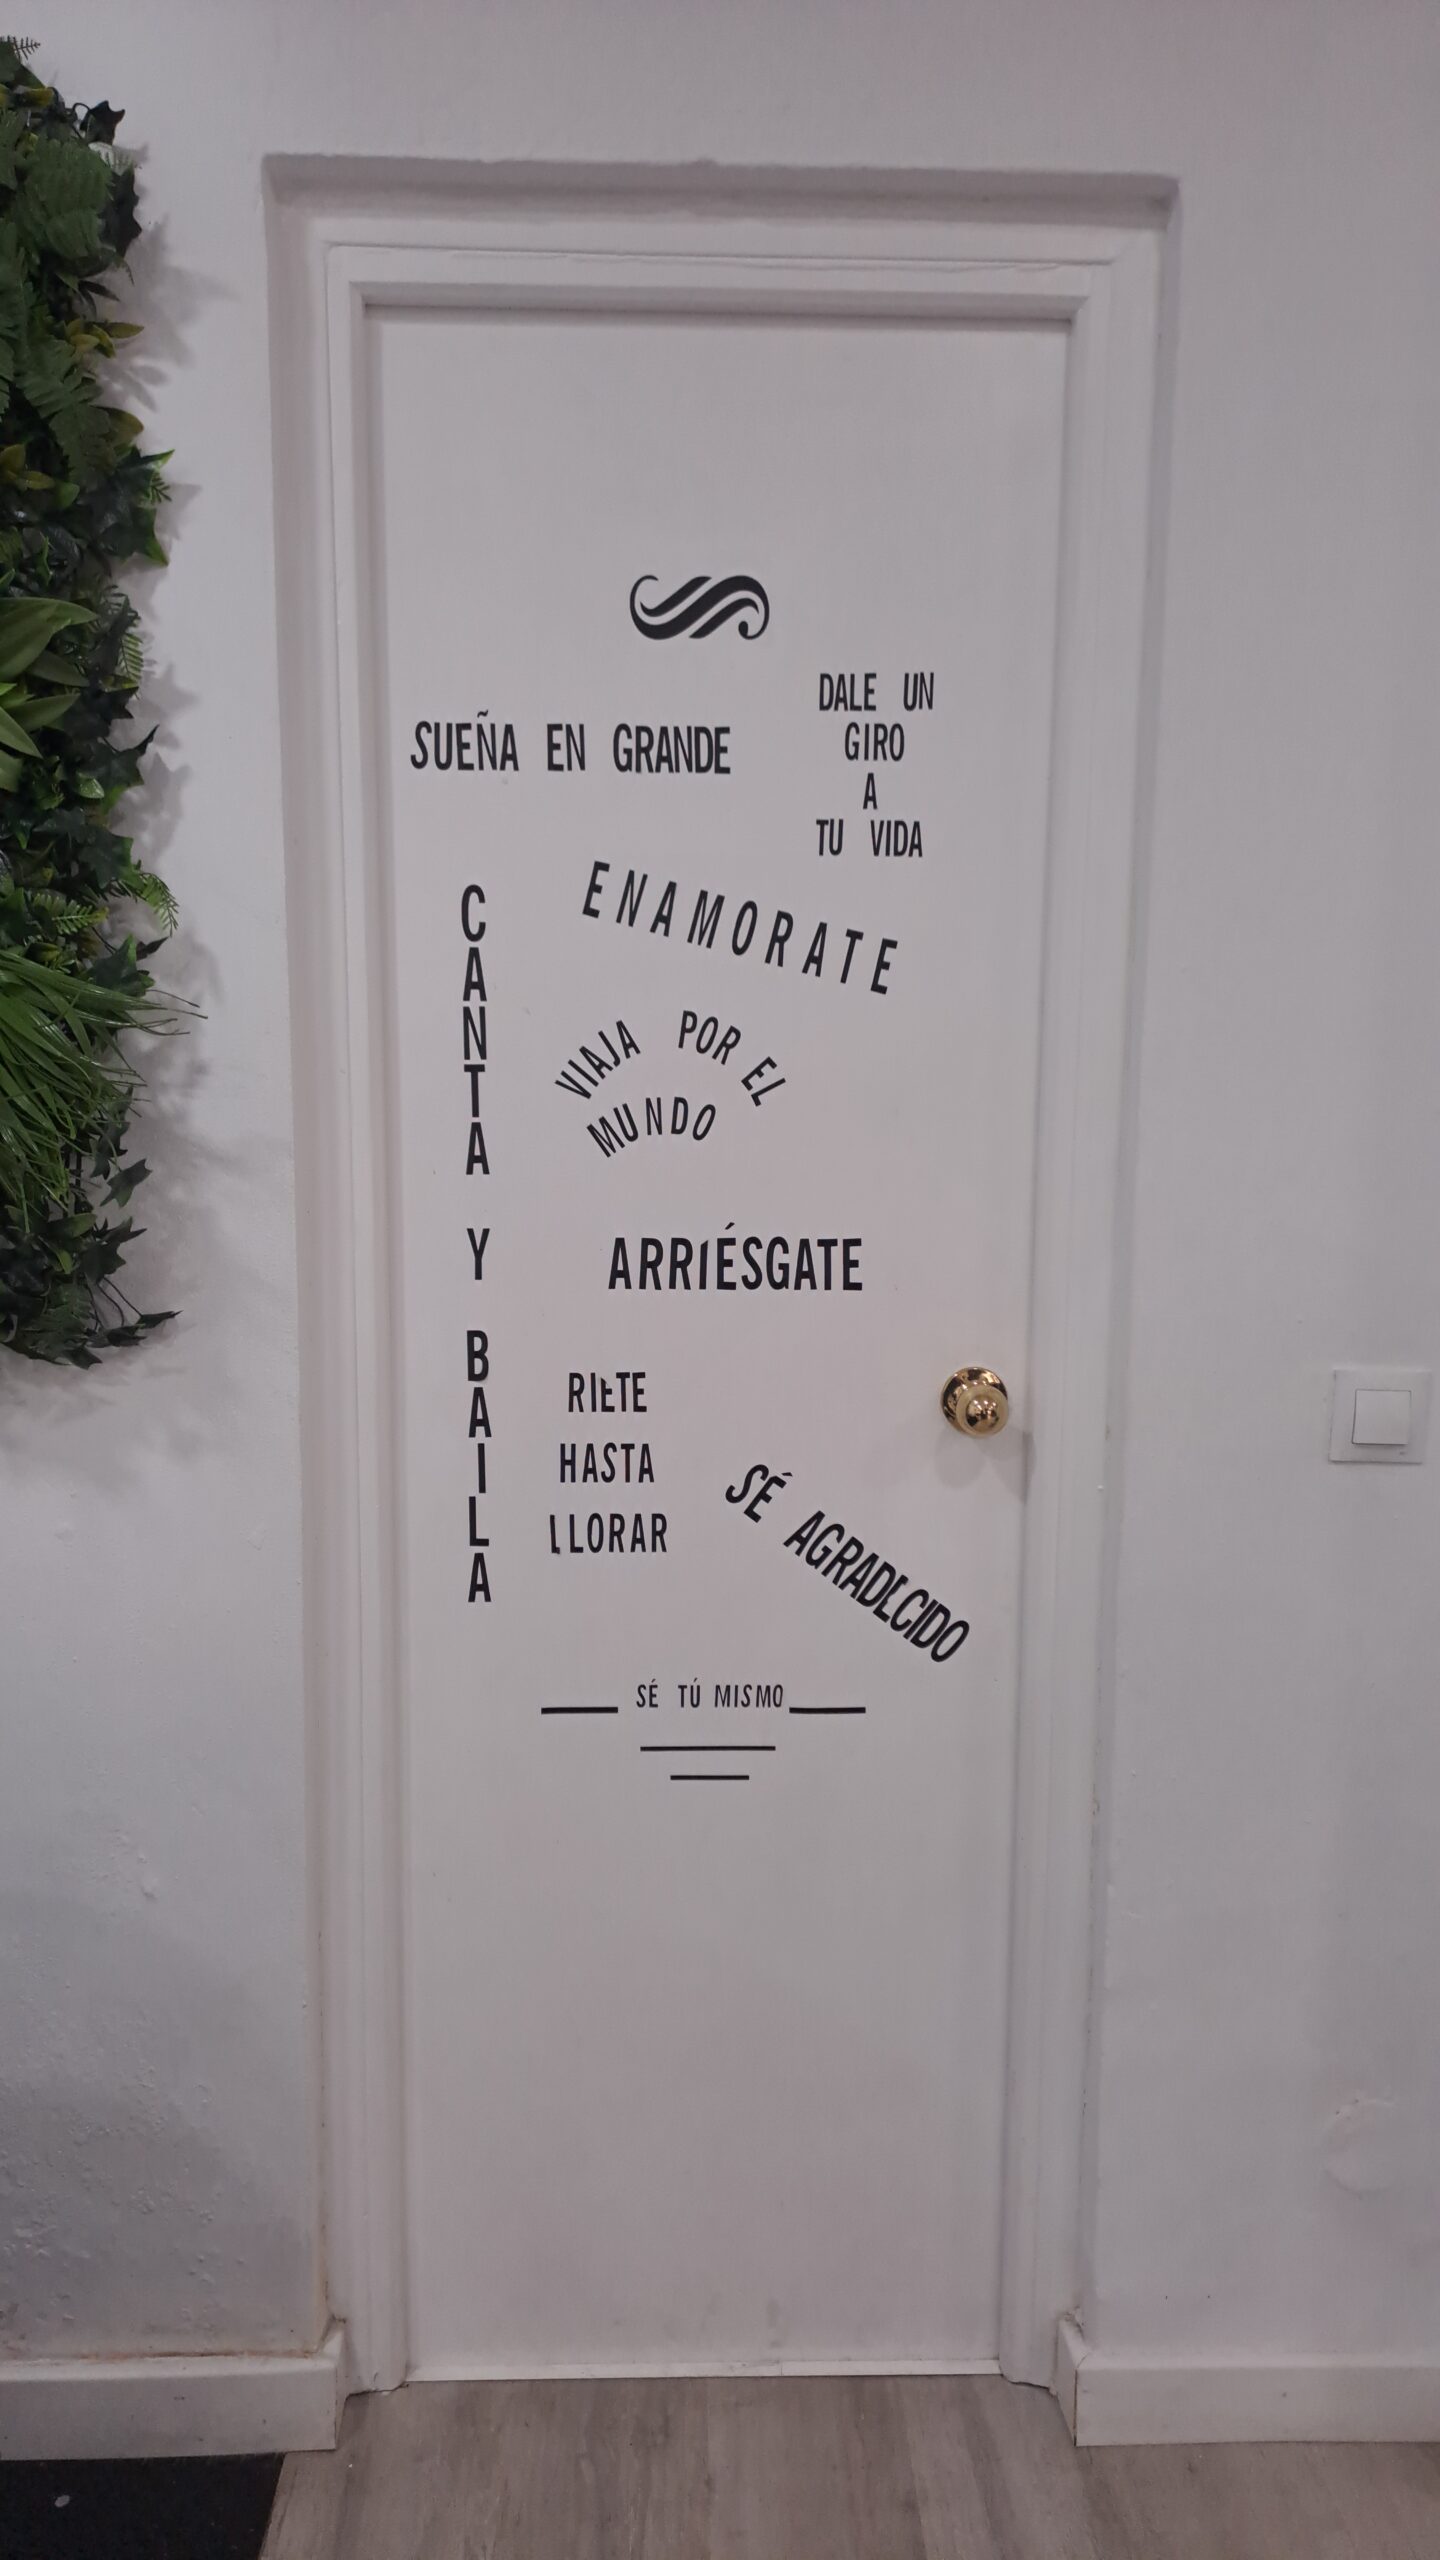 SUEÑA EN GRANDE
DALE UN
GIRO
A
TU VIDA
ENAMORATE
CANTA Y BAILA
VIAJA POR EL
MUNDO
ARRIÉSGATE
RIETE
HASTA
LLORAR
SÉ AGRADECIDO
SÉ TÚ MISMO